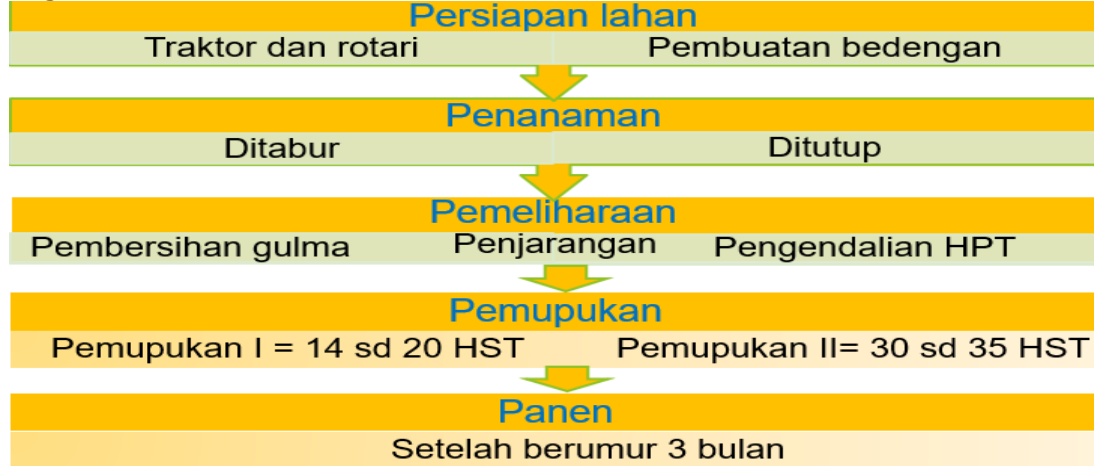 Persiapan lahan
Traktor dan rotari Pembuatan bedengan
Penanaman
Ditabur Ditutup
Pemeliharaan
Pembersihan gulma Penjarangan Pengendalian HPT
Pemupukan
Pemupukan I = 14 sd 20 HST Pemupukan II= 30 sd 35 HST
Panen
Setelah berumur 3 bulan